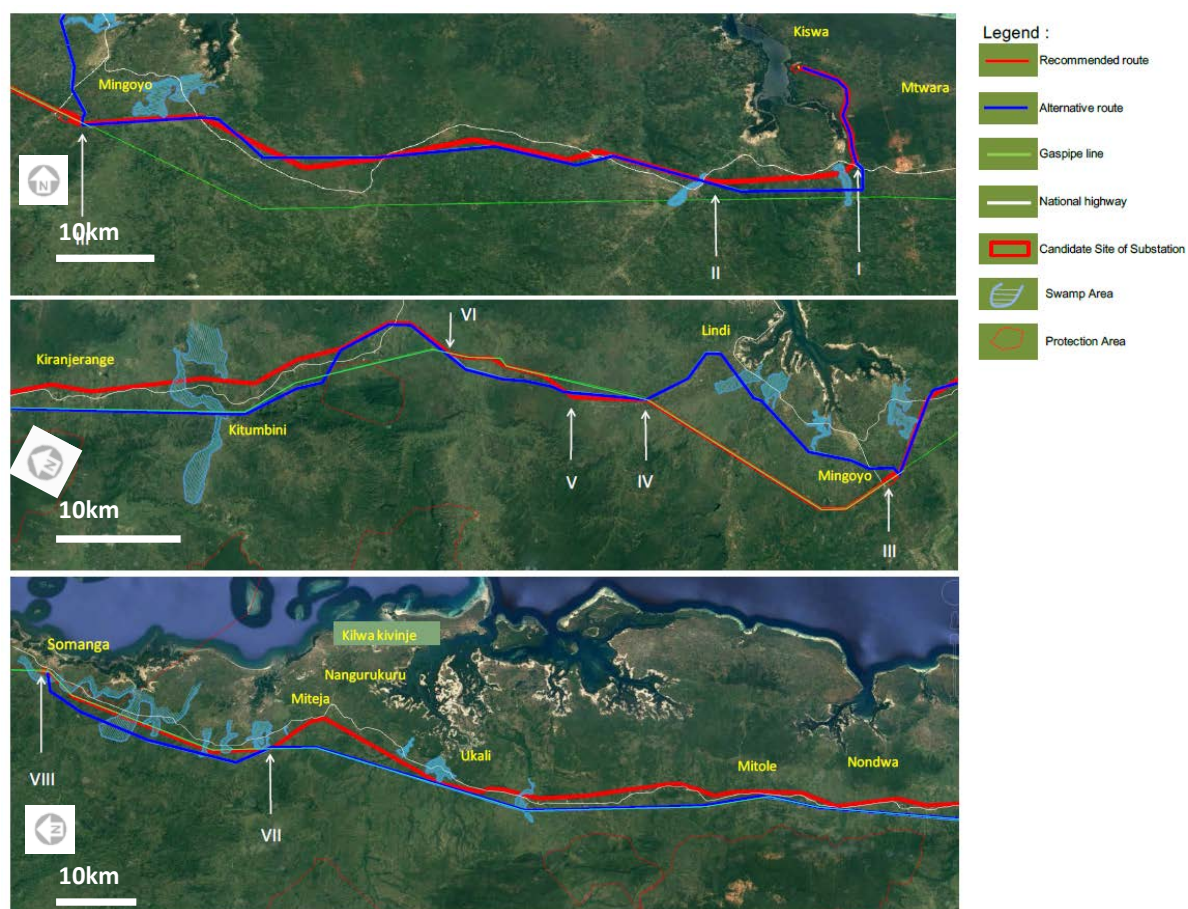 Kiswa
Mingoyo
Mtwara
N
III
10km
II
I
VI
Lindi
Kiranjerange
Kitumbini
N
V
IV
Mingoyo
10km
III
Somanga
Kilwa kivinje
Nangurukuru
Miteja
Ukali
Mitole
Nondwa
VIII
N
VII
10km
Legend :
Recommended route
Alternative route
Gaspipe line
National highway
Candidate Site of Substation
Swamp Area
Protection Area